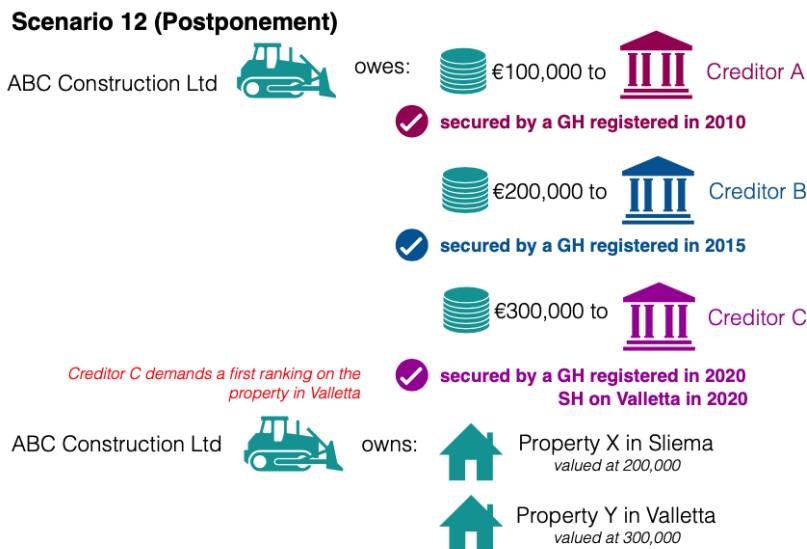 Scenario 12 (Postponement)
ABC Construction Ltd
owes:
€100,000 to
Creditor A
secured by a GH registered in 2010
€200,000 to
Creditor B
secured by a GH registered in 2015
€300,000 to
Creditor C
Creditor C demands a first ranking on the
property in Valletta
secured by a GH registered in 2020
SH on Valletta in 2020
ABC Construction Ltd
owns:
Property X in Sliema
valued at 200,000
Property Y in Valletta
valued at 300,000